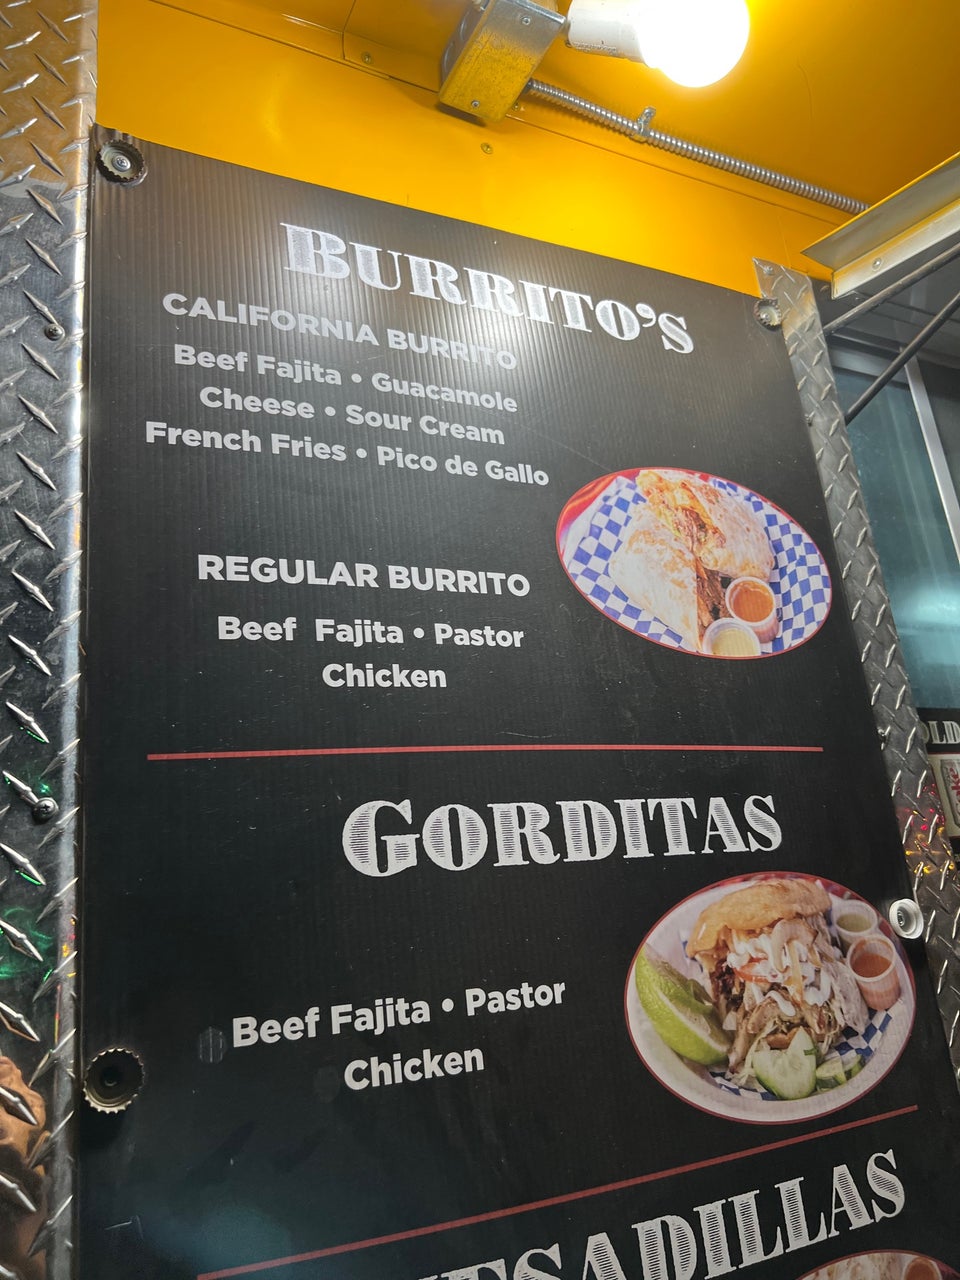 BURRITO'S
CALIFORNIA BURRITO
Beef Fajita • Guacamole
Cheese • Sour Cream
French Fries • Pico de Gallo
REGULAR BURRITO
Beef Fajita • Pastor
Chicken
GORDITAS
Beef Fajita • Pastor
Chicken